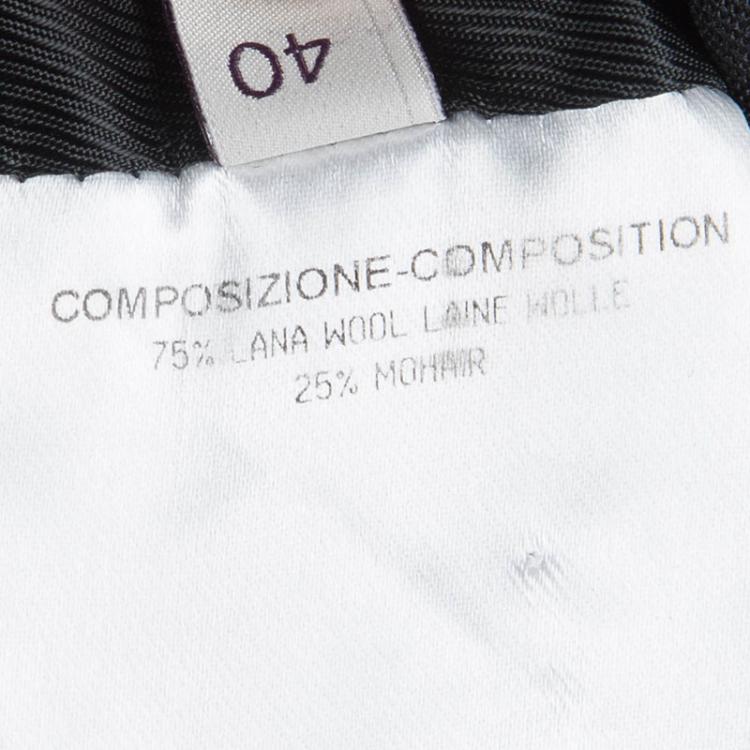 40
COMPOSIZIONE-COMPOSITION
75% LANA WOOL LAINE WOLLE
25% MOHAIR